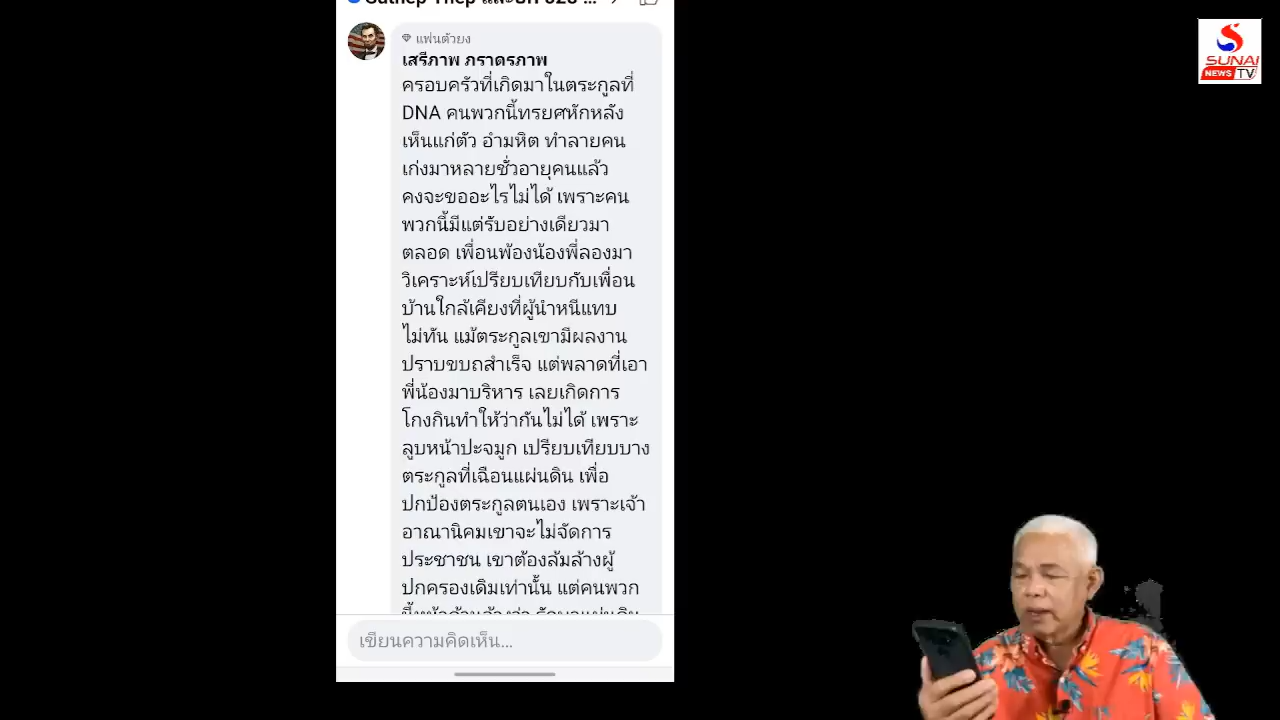 แฟนตัวยง
เสรีภาพ ภราดรภาพ
ครอบครัวที่เกิดมาในตระกูลที่
DNA คนพวกนี้ทรยศหักหลัง
เห็นแก่ตัว อำมหิต ทำลายคน
เก่งมาหลายชั่วอายุคนแล้ว
คงจะขออะไรไม่ได้ เพราะคน
พวกนี้มีแต่รับอย่างเดียวมา
ตลอด เพื่อนพ้องน้องพี่ลองมา
วิเคราะห์เปรียบเทียบกับเพื่อน
บ้านใกล้เคียงที่ผู้นำหนีแทบ
ไม่ทัน แม้ตระกูลเขามีผลงาน
ปราบขบถสำเร็จ แต่พลาดที่เอา
พี่น้องมาบริหาร เลยเกิดการ
โกงกินทำให้ว่ากันไม่ได้ เพราะ
ลูบหน้าปะจมูก เปรียบเทียบบาง
ตระกูลที่เฉือนแผ่นดิน เพื่อ
ปกป้องตระกูลตนเอง เพราะเจ้า
อาณานิคมเขาจะไม่จัดการ
ประชาชน เขาต้องล้มล้างผู้
ปกครองเดิมเท่านั้น แต่คนพวก
เขียนความคิดเห็น...
SUNAI
NEWS TV